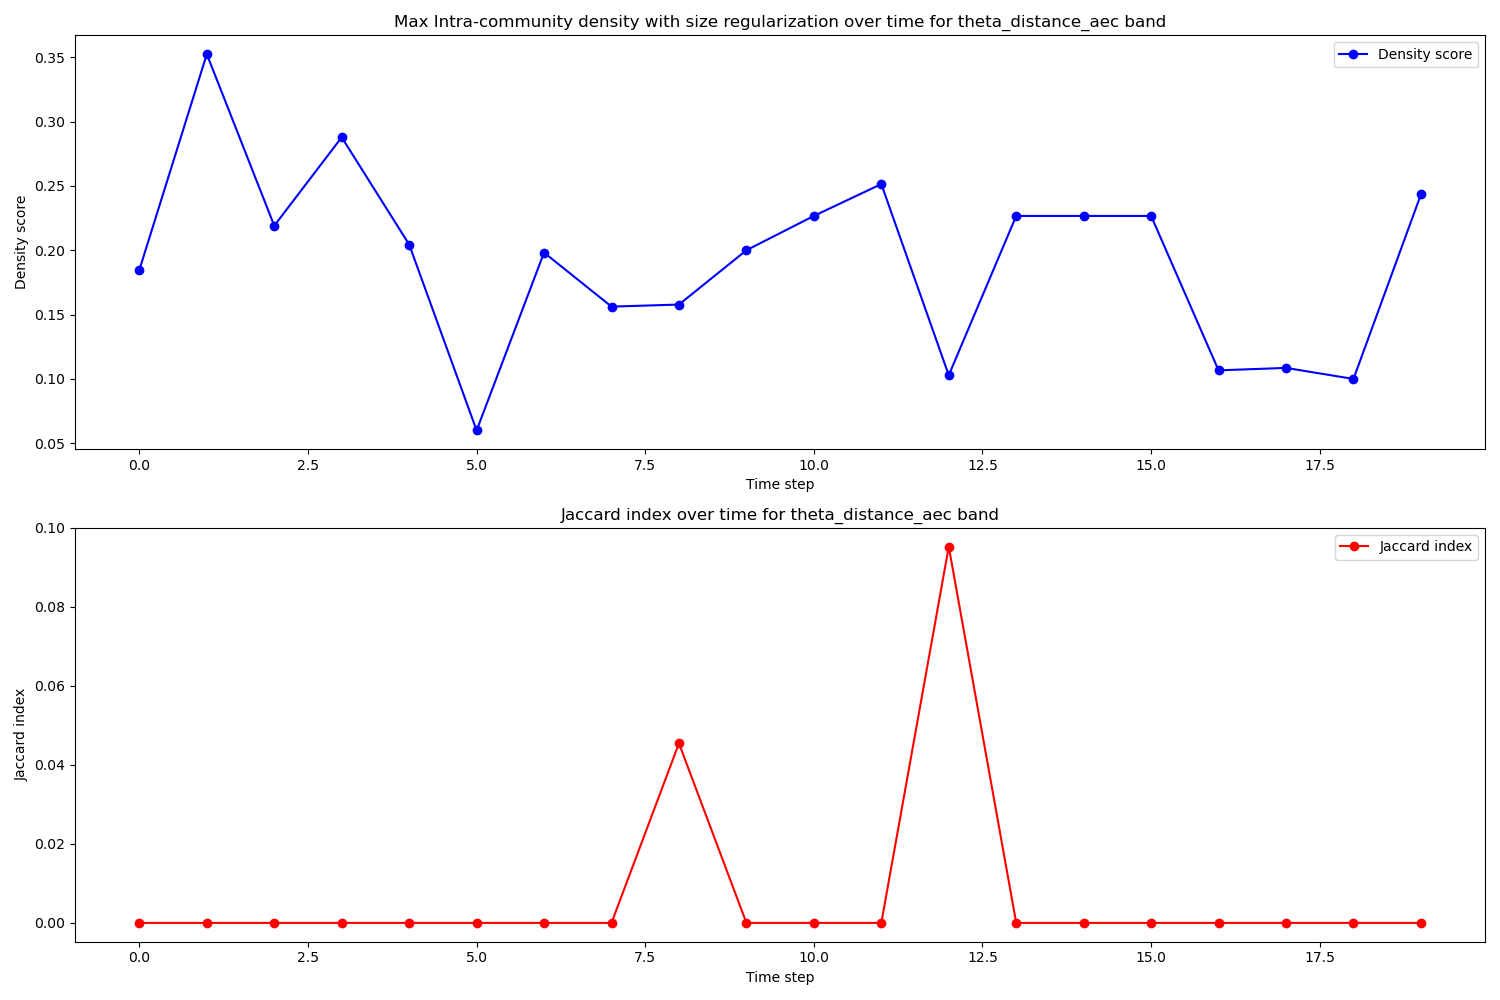 Max Intra-community density with size regularization over time for theta_distance_aec band
Density score
0.35
0.30
0.25
0.20
0.15
0.10
0.05
Density score
0.0 2.5 5.0 7.5 10.0 12.5 15.0 17.5
Time step
Jaccard index over time for theta_distance_aec band
Jaccard index
0.10
0.08
0.06
0.04
0.02
0.00
Jaccard index
0.0 2.5 5.0 7.5 10.0 12.5 15.0 17.5
Time step